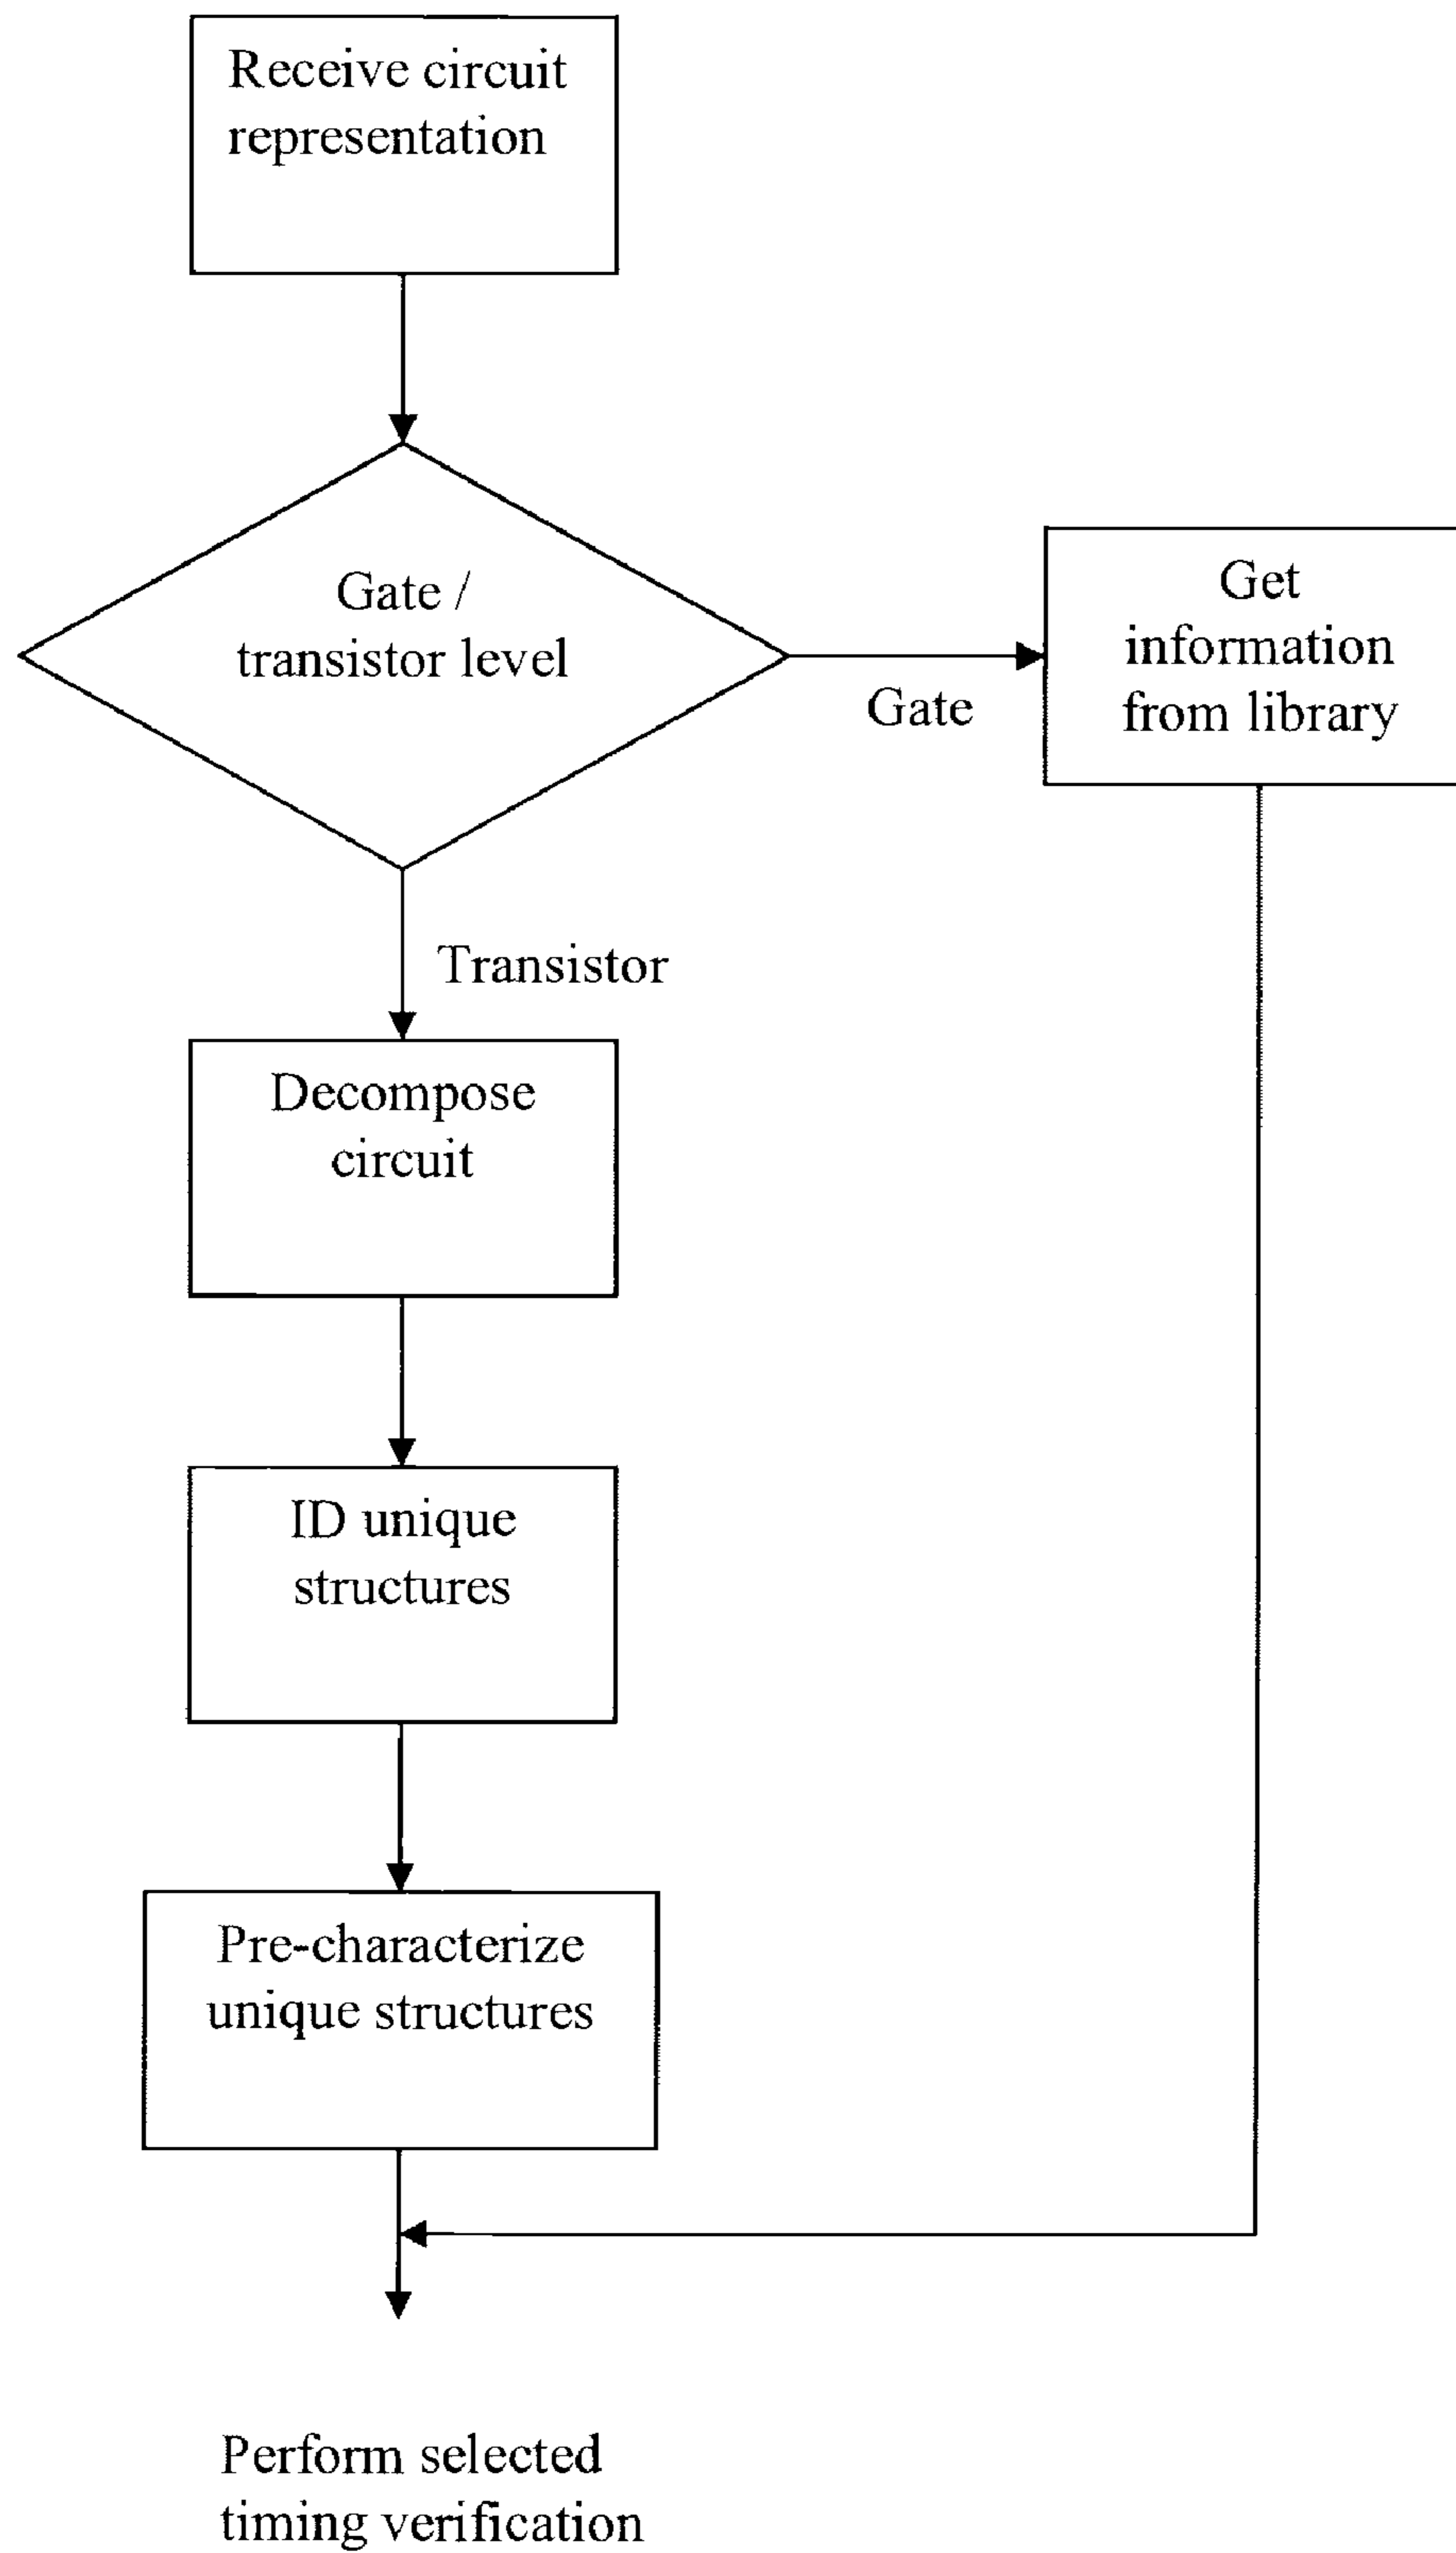 Receive circuit
representation
Gate /
transistor level
Gate
Get
information
from library
Transistor
Decompose
circuit
ID unique
structures
Pre-characterize
unique structures
Perform selected
timing verification